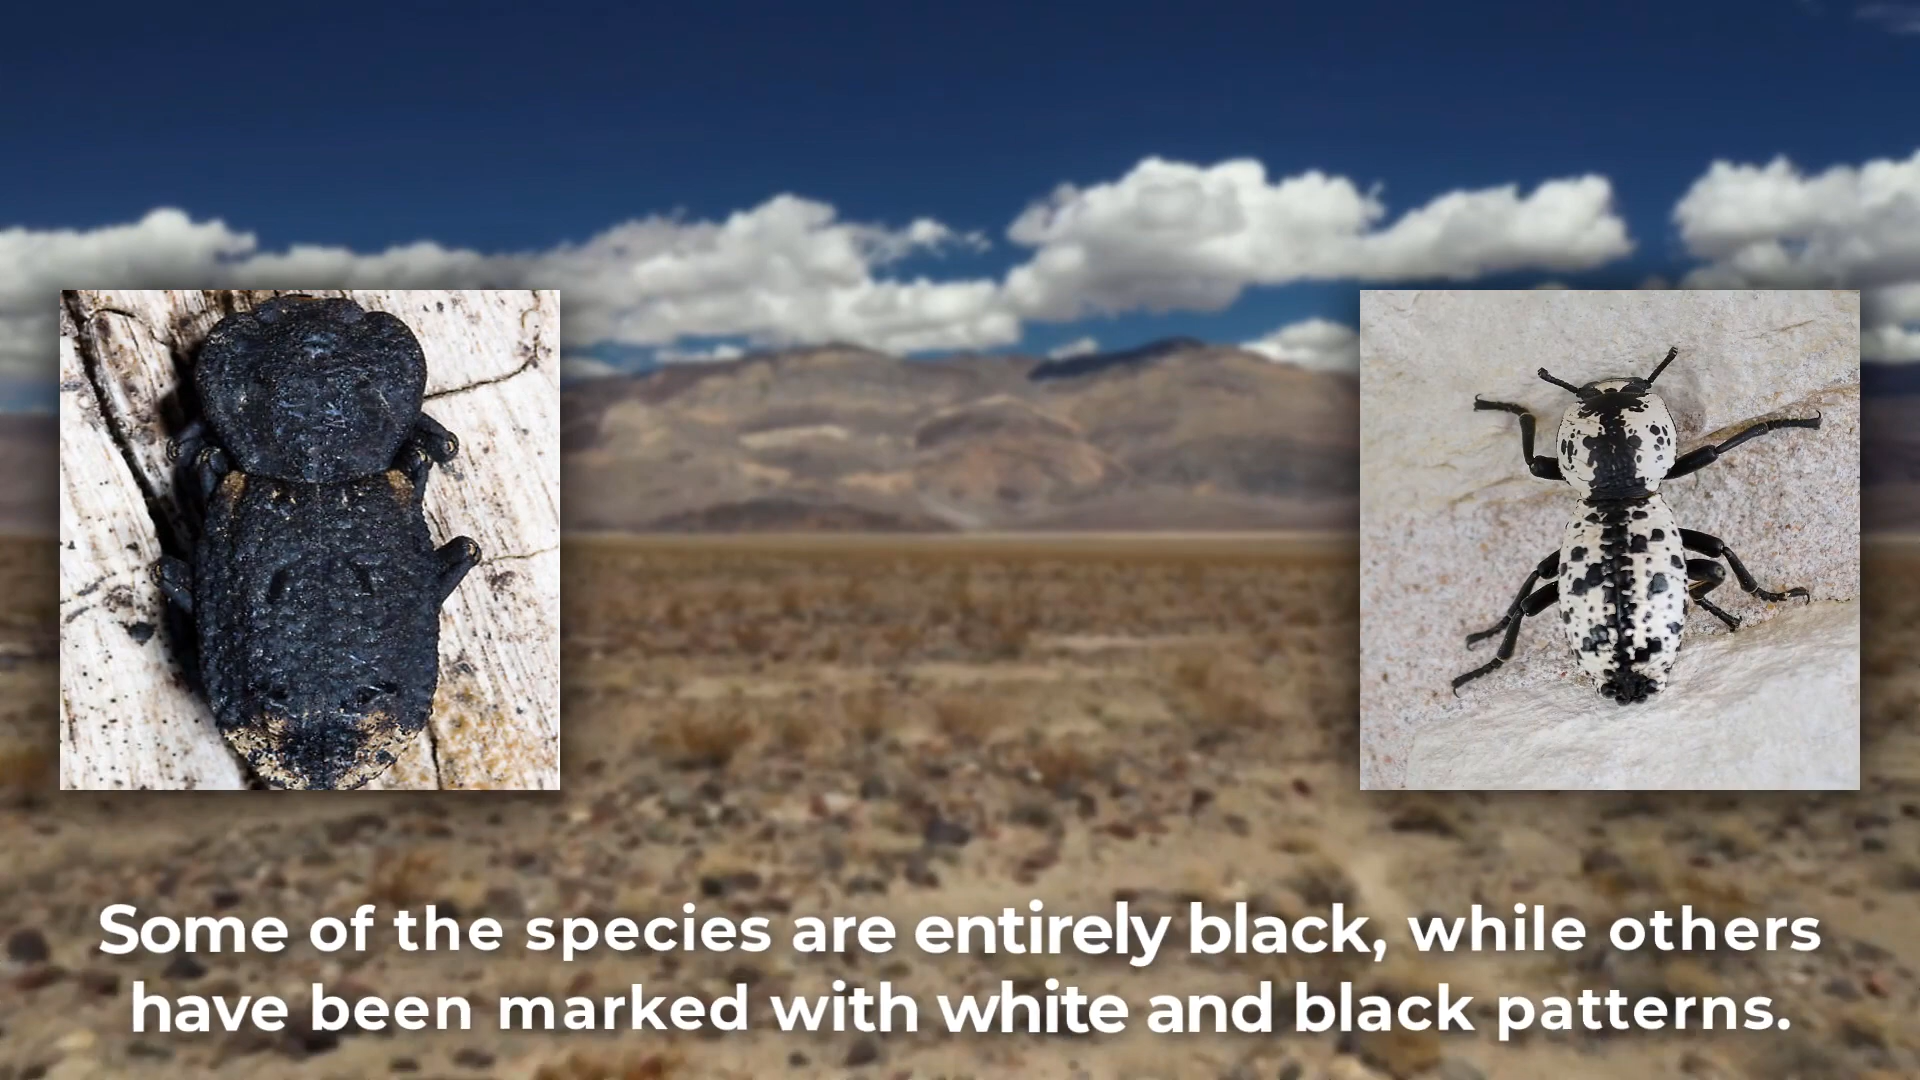 Some of the species are entirely black, while others
have been marked with white and black patterns.